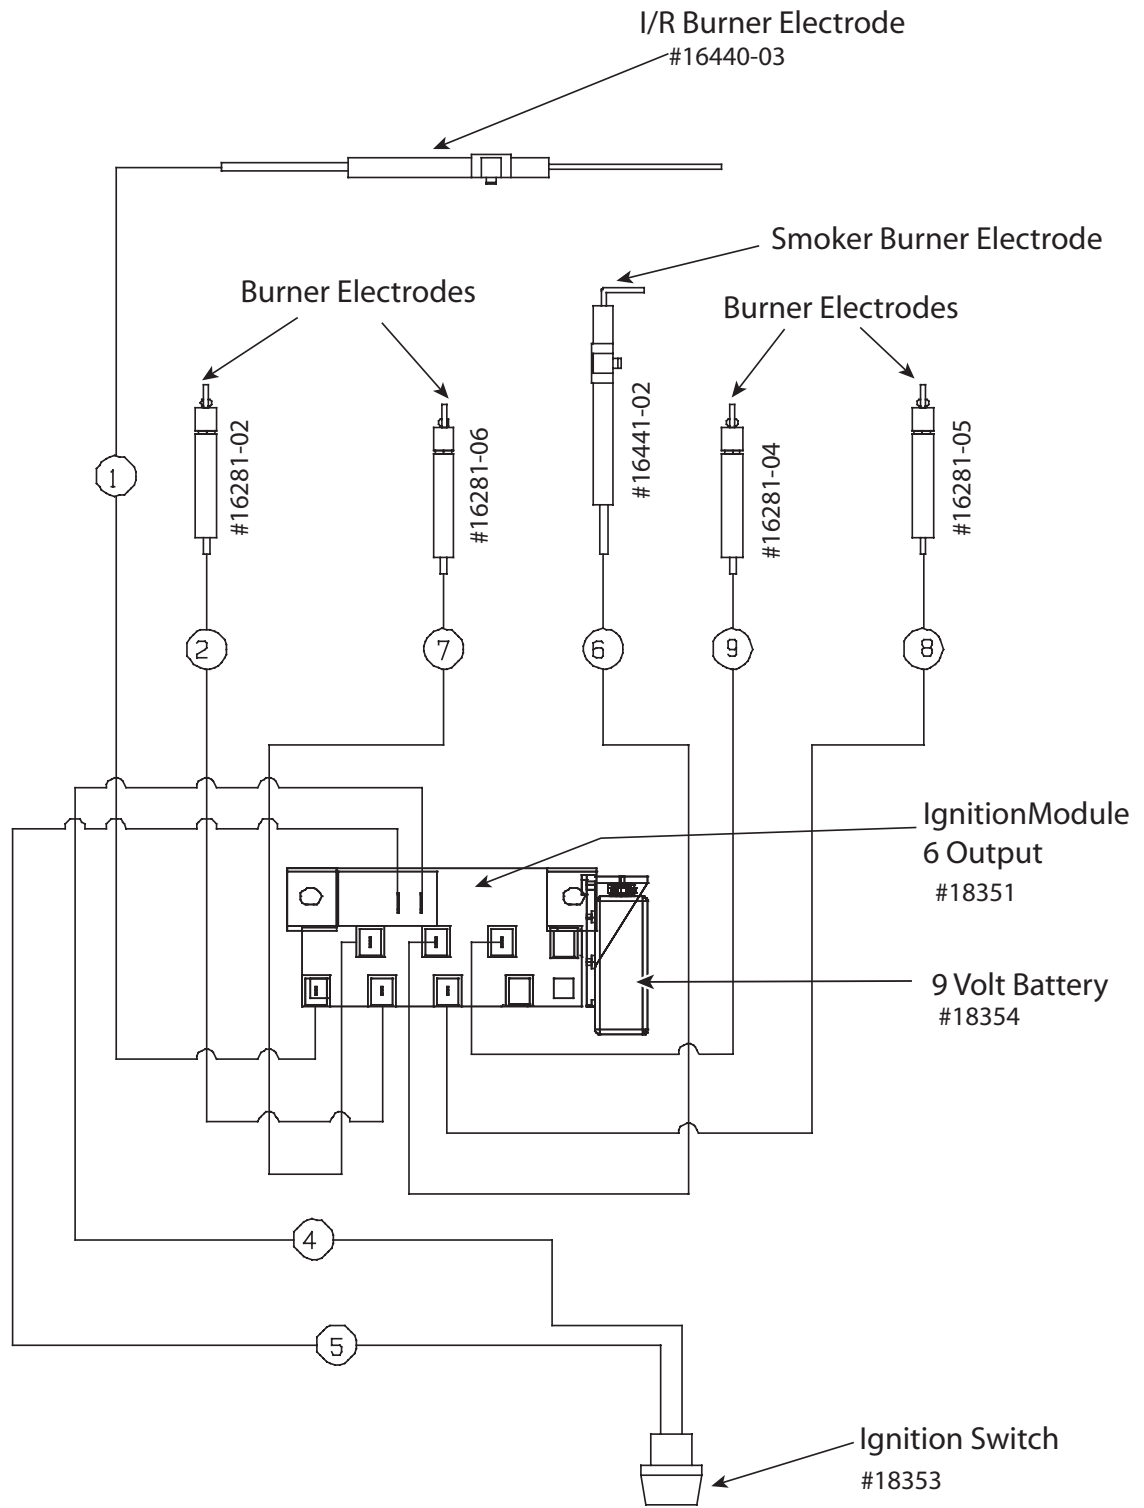 I/R Burner Electrode
#16440-03
Smoker Burner Electrode
Burner Electrodes
Burner Electrodes
#16281-02
#16281-06
#16441-02
#16281-04
#16281-05
1
2
7
6
9
8
IgnitionModule
6 Output
#18351
9 Volt Battery
#18354
4
5
Ignition Switch
#18353